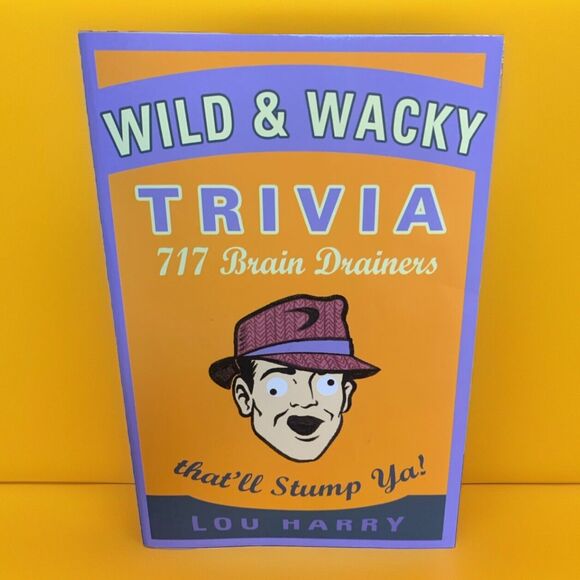 WILD & WACKY
TRIVIA
717 Brain Drainers
that'll Stump Ya!
LOU HARRY